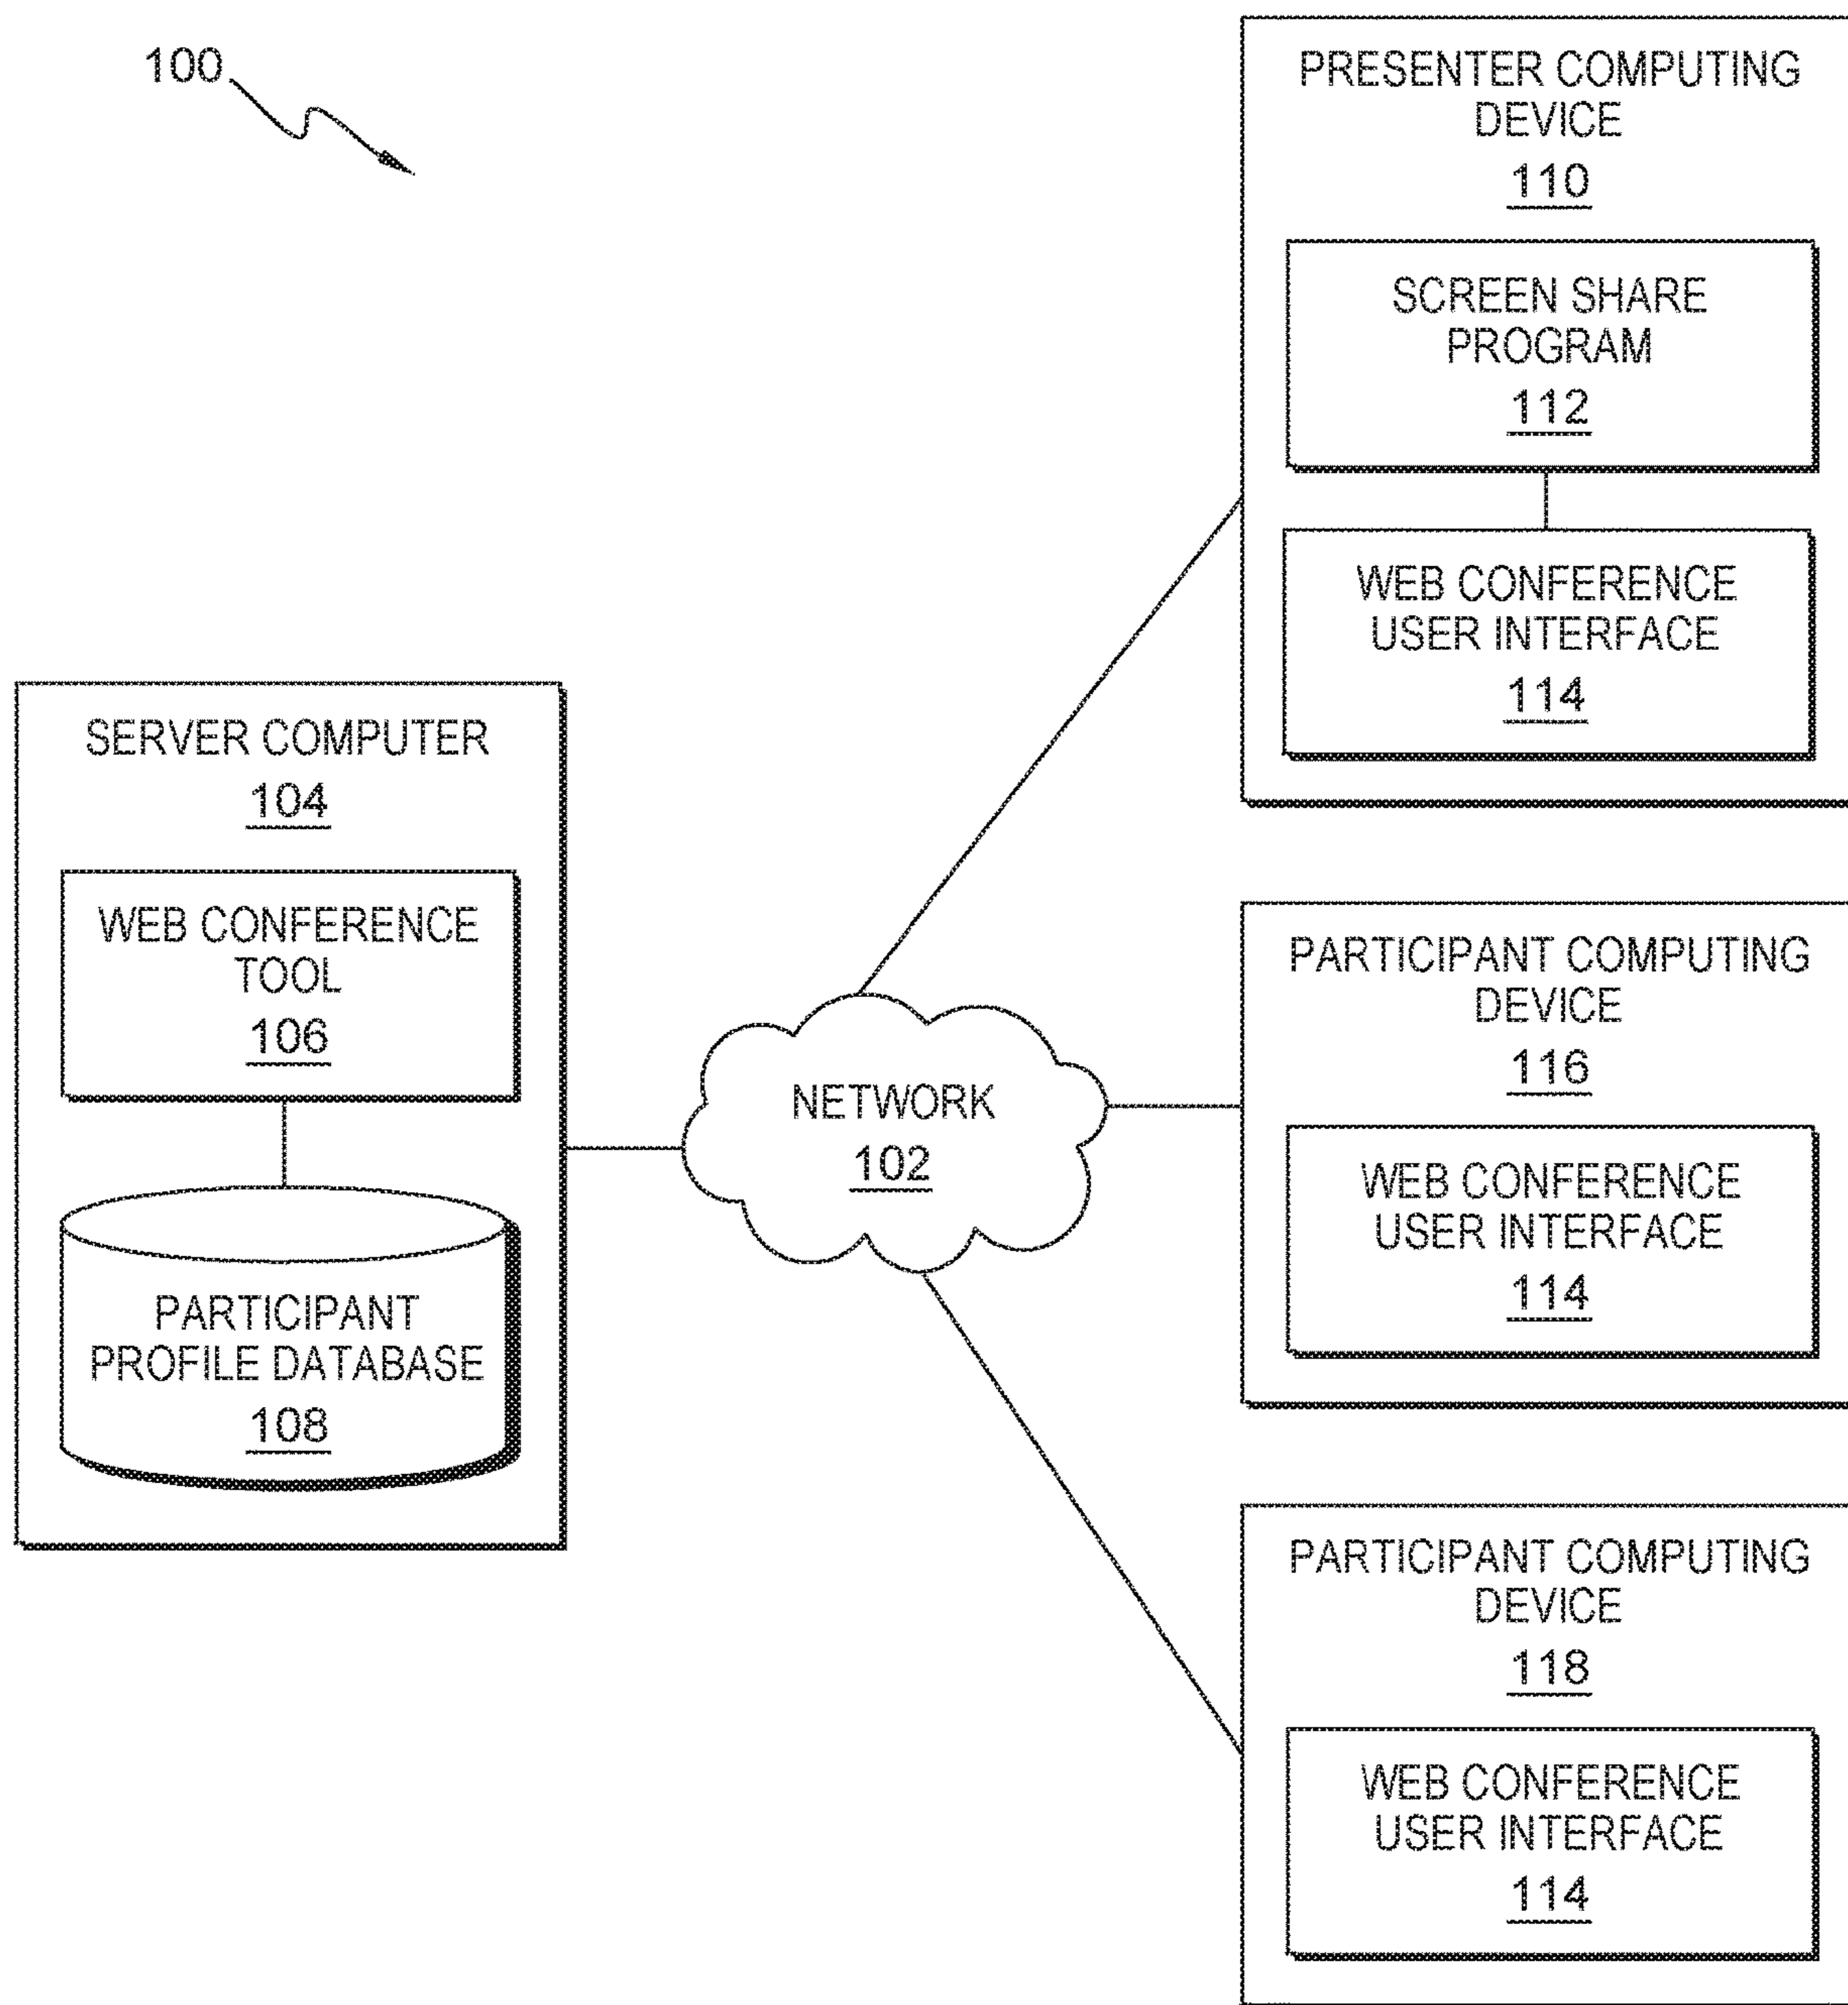 100
PRESENTER COMPUTING
DEVICE
110
SCREEN SHARE
PROGRAM
112
WEB CONFERENCE
USER INTERFACE
114
SERVER COMPUTER
104
WEB CONFERENCE
TOOL
106
PARTICIPANT
PROFILE DATABASE
108
NETWORK
102
PARTICIPANT COMPUTING
DEVICE
116
WEB CONFERENCE
USER INTERFACE
114
PARTICIPANT COMPUTING
DEVICE
118
WEB CONFERENCE
USER INTERFACE
114